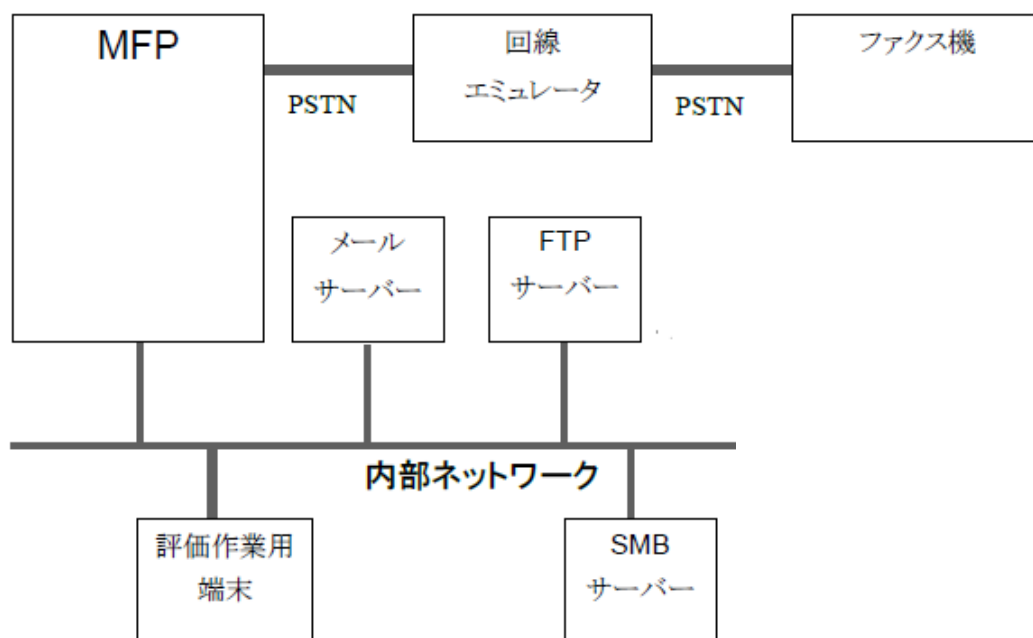 MFP
回線
エミュレータ
ファクス機
PSTN
PSTN
メール
サーバー
FTP
サーバー
内部ネットワーク
評価作業用
端末
SMB
サーバー